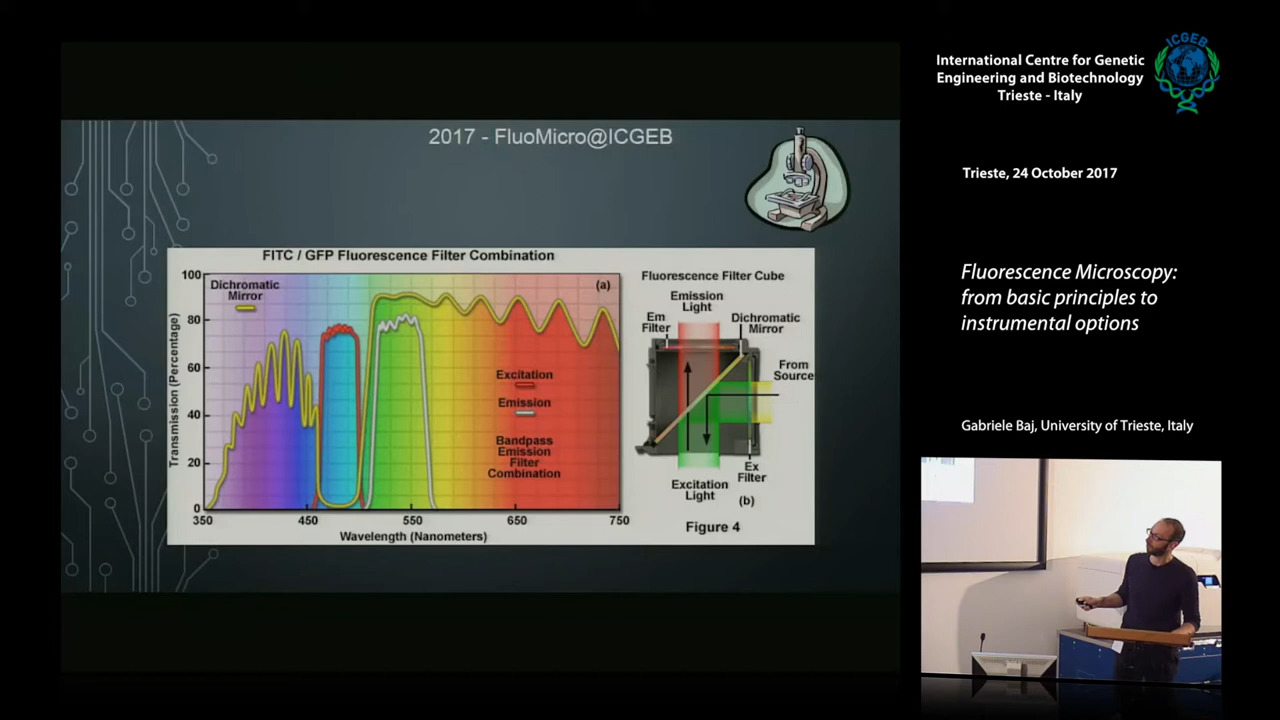 2017 - FluoMicro@ICGEB
FITC / GFP Fluorescence Filter Combination
100
80
60
40
20
0
Transmission (Percentage)
Dichromatic
Mirror
(a)
Excitation
Emission
Bandpass
Emission
Filter
Combination
350
450
550
650
750
Wavelength (Nanometers)
Fluorescence Filter Cube
Emission
Light
Em
Filter
Dichromatic
Mirror
From
Source
Ex
Filter
Excitation
Light
(b)
Figure 4
International Centre for Genetic
Engineering and Biotechnology
Trieste - Italy
ICGEB
Trieste, 24 October 2017
Fluorescence Microscopy:
from basic principles to
instrumental options
Gabriele Baj, University of Trieste, Italy